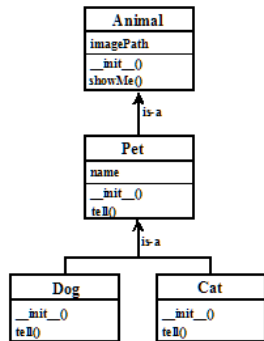 Animal
imagePath
__init__()
showMe()
is-a
Pet
name
__init__()
tell()
is-a
Dog
__init__()
tell()
Cat
__init__()
tell()